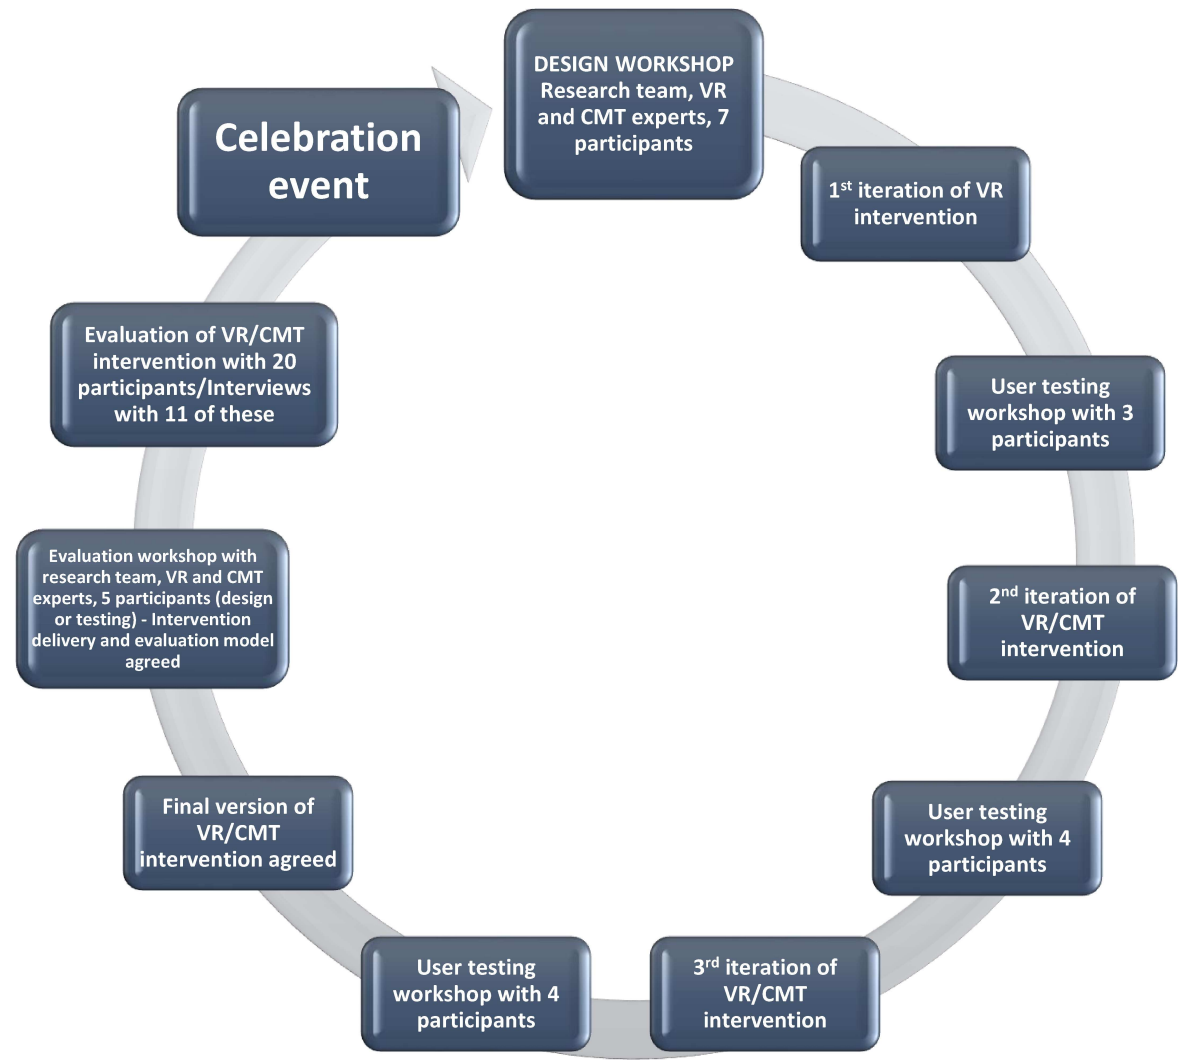 DESIGN WORKSHOP
Research team, VR
and CMT experts, 7
participants
1st iteration of VR
intervention
User testing
workshop with 3
participants
2nd iteration of
VR/CMT
intervention
User testing
workshop with 4
participants
3rd iteration of
VR/CMT
intervention
User testing
workshop with 4
participants
Final version of
VR/CMT
intervention agreed
Evaluation workshop with
research team, VR and CMT
experts, 5 participants (design
or testing) - Intervention
delivery and evaluation model
agreed
Evaluation of VR/CMT
intervention with 20
participants/Interviews
with 11 of these
Celebration
event